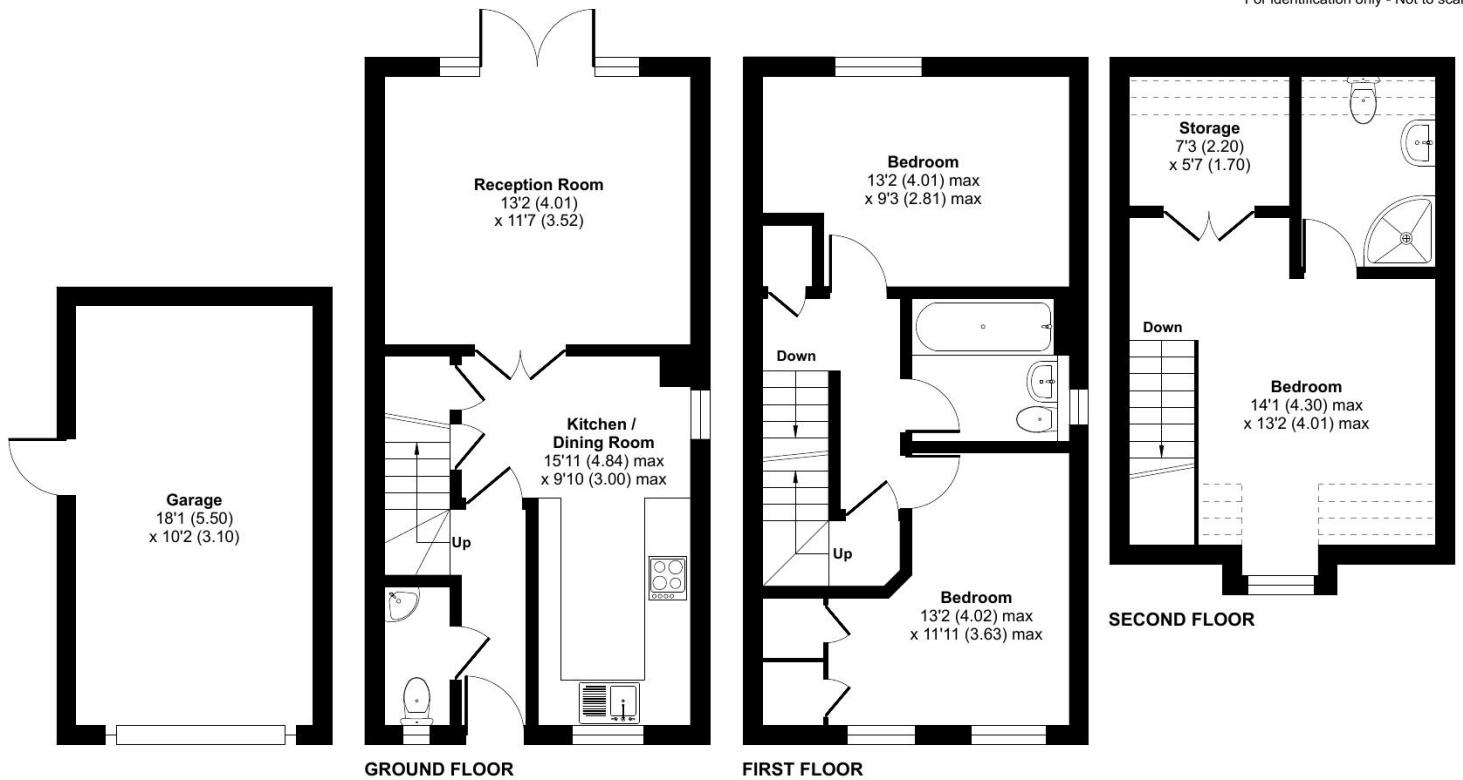 For identification only - Not to scal
Reception Room
13'2 (4.01)
x 11'7 (3.52)
Kitchen /
Dining Room
15'11 (4.84) max
x 9'10 (3.00) max
Up
Garage
18'1 (5.50)
x 10'2 (3.10)
GROUND FLOOR
Bedroom
13'2 (4.01) max
x 9'3 (2.81) max
Down
Up
Bedroom
13'2 (4.02) max
x 11'11 (3.63) max
FIRST FLOOR
Storage
7'3 (2.20)
x 5'7 (1.70)
Down
Bedroom
14'1 (4.30) max
x 13'2 (4.01) max
SECOND FLOOR